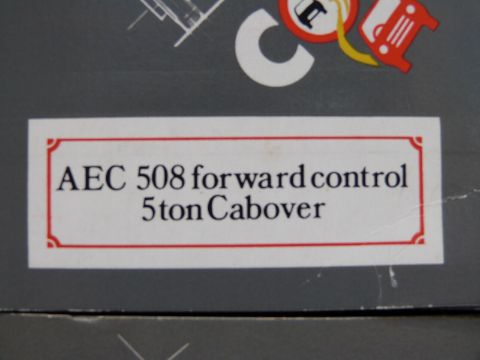 AEC 508 forward control
5ton Cabover